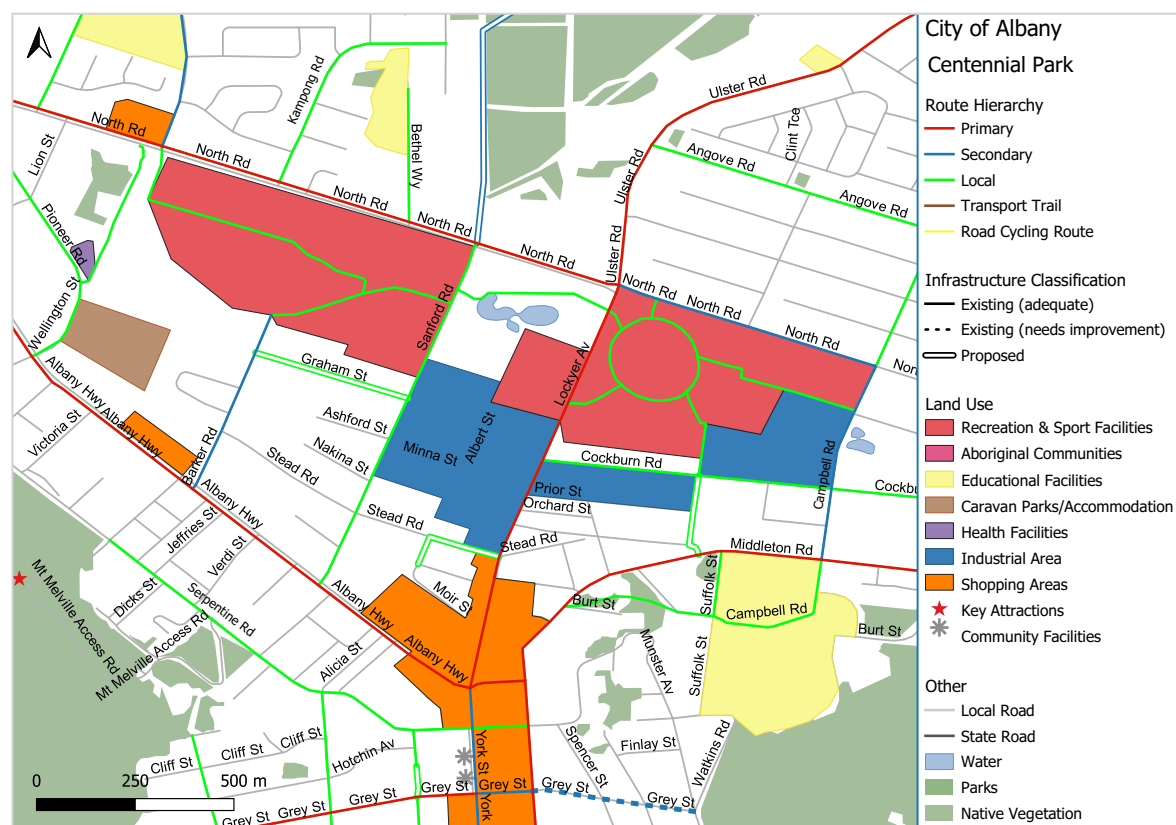 City of Albany
Centennial Park
Route Hierarchy
Primary
Secondary
Local
Transport Trail
Road Cycling Route
Infrastructure Classification
Existing (adequate)
Existing (needs improvement)
Proposed
Land Use
Recreation & Sport Facilities
Aboriginal Communities
Educational Facilities
Caravan Parks/Accommodation
Health Facilities
Industrial Area
Shopping Areas
Key Attractions
Community Facilities
Other
Local Road
State Road
Water
Parks
Native Vegetation
Ulster Rd
Kampong Rd
North Rd
Clint Tce
Lion St
Bethel Wy
North Rd
Angove Rd
Ulster Rd
North Rd
Angove Rd
Pioneer Rd
North Rd
Ulster Rd
North Rd
North Rd
North Rd
Wellington St
Sanford Rd
North Rd
Nor
Lockyer Av
Graham St
Albany Hwy
Albany Hwy
Ashford St
Albert St
Victoria St
Nakina St
Minna St
Barker Rd
Stead Rd
Cockburn Rd
Campbell Rd
Prior St
Cockbu
Albany Hwy
Orchard St
Jeffries St
Stead Rd
Stead Rd
Middleton Rd
Verdi St
Suffolk St
Dicks St
Serpentine Rd
Albany Hwy
Moir S
Burt St
Campbell Rd
Mt Melville Access Rd
Mt Melville Access Rd
Burt St
Alicia St
Albany Hwy
Munster Av
Suffolk St
Cliff St
Cliff St
Cliff St
Hotchin Av
York St
Spencer St
Finlay St
Watkins Rd
Grey St
Grey St
Grey St
Grey St
Grey St
Grey St
York
0 250 500 m